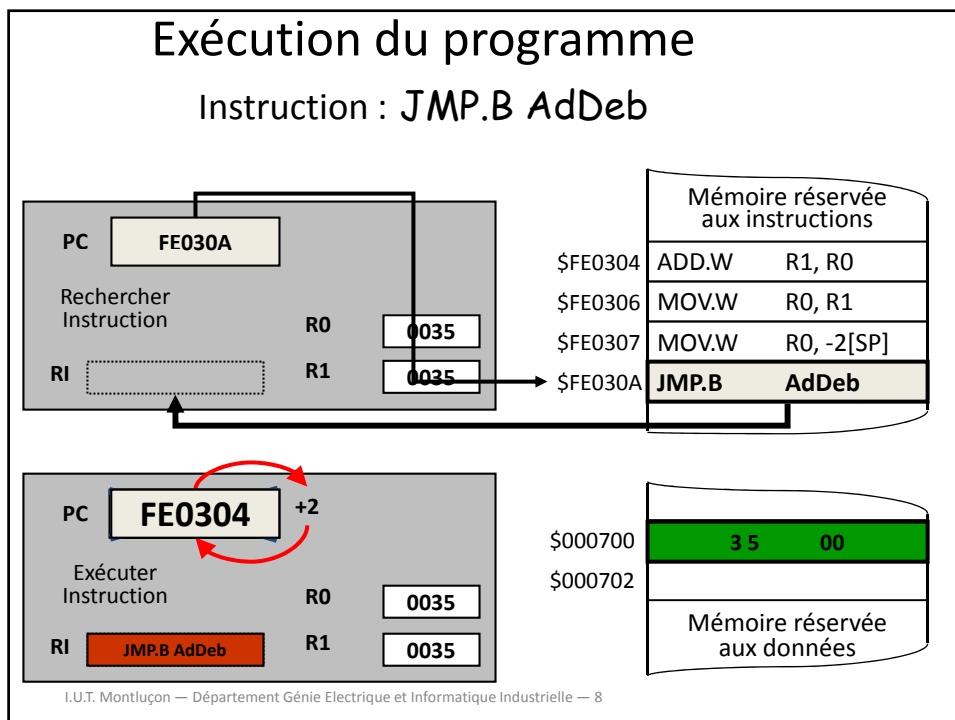 Exécution du programme
Instruction : JMP.B AdDeb
PC FE030A
Rechercher
Instruction
R0 0035
RI R1 0035
Mémoire réservée
aux instructions
$FE0304 ADD.W R1, R0
$FE0306 MOV.W R0, R1
$FE0307 MOV.W R0, -2[SP]
$FE030A JMP.B AdDeb
PC FE0304 +2
Exécuter
Instruction
R0 0035
RI JMP.B AdDeb R1 0035
$000700 3 5 00
$000702
Mémoire réservée
aux données
I.U.T. Montluçon — Département Génie Electrique et Informatique Industrielle — 8